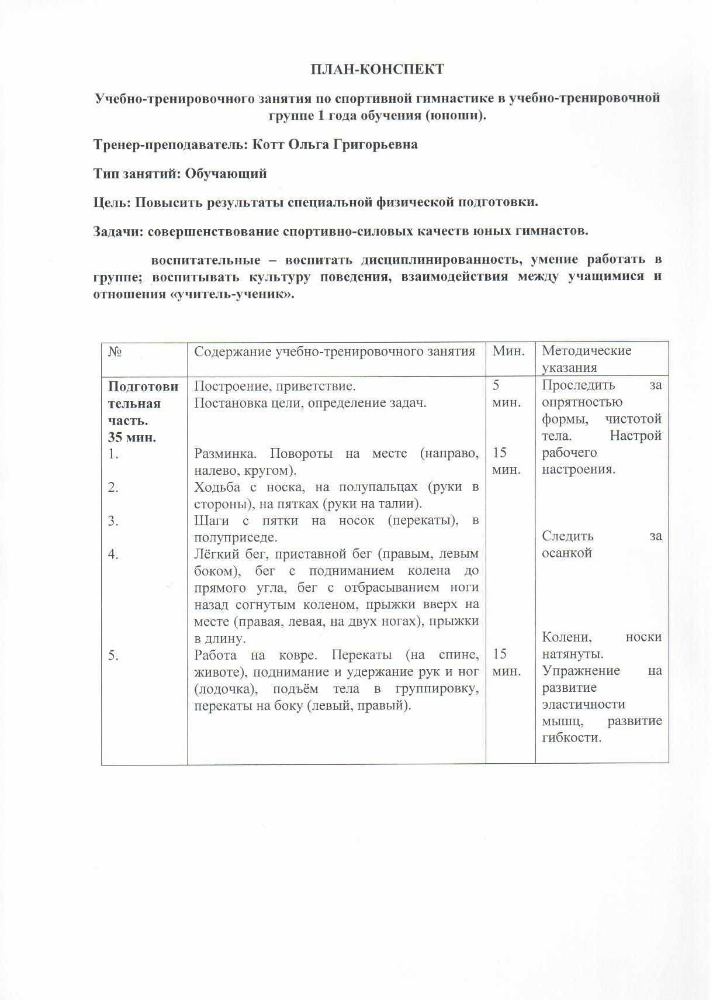 ПЛАН-КОНСПЕКТ
Учебно-тренировочного занятия по спортивной гимнастике в учебно-тренировочной
группе 1 года обучения (юноши).
Тренер-преподаватель: Котт Ольга Григорьевна
Тип занятий: Обучающий
Цель: Повысить результаты специальной физической подготовки.
Задачи: совершенствование спортивно-силовых качеств юных гимнастов.
воспитательные – воспитать дисциплинированность, умение работать в
группе; воспитывать культуру поведения, взаимодействия между учащимися и
отношения «учитель-ученик».
№
Содержание учебно-тренировочного занятия
Мин.
Методические
указания
Подготови
тельная
часть.
35 мин.
1.
2.
3.
4.
5.
Построение, приветствие.
Постановка цели, определение задач.
Разминка. Повороты на месте (направо,
налево, кругом).
Ходьба с носка, на полупальцах (руки в
стороны), на пятках (руки на талии).
Шаги с пятки на носок (перекаты), в
полуприседе.
Лёгкий бег, приставной бег (правым, левым
боком), бег с подниманием колена до
прямого угла, бег с отбрасыванием ноги
назад согнутым коленом, прыжки вверх на
месте (правая, левая, на двух ногах), прыжки
в длину.
Работа на ковре. Перекаты (на спине,
животе), поднимание и удержание рук и ног
(лодочка), подъём тела в группировку,
перекаты на боку (левый, правый).
5
мин.
15
мин.
15
мин.
Проследить за
опрятностью
формы, чистотой
тела. Настрой
рабочего
настроения.
Следить за
осанкой
Колени, носки
натянуты.
Упражнение на
развитие
эластичности
мышц, развитие
гибкости.